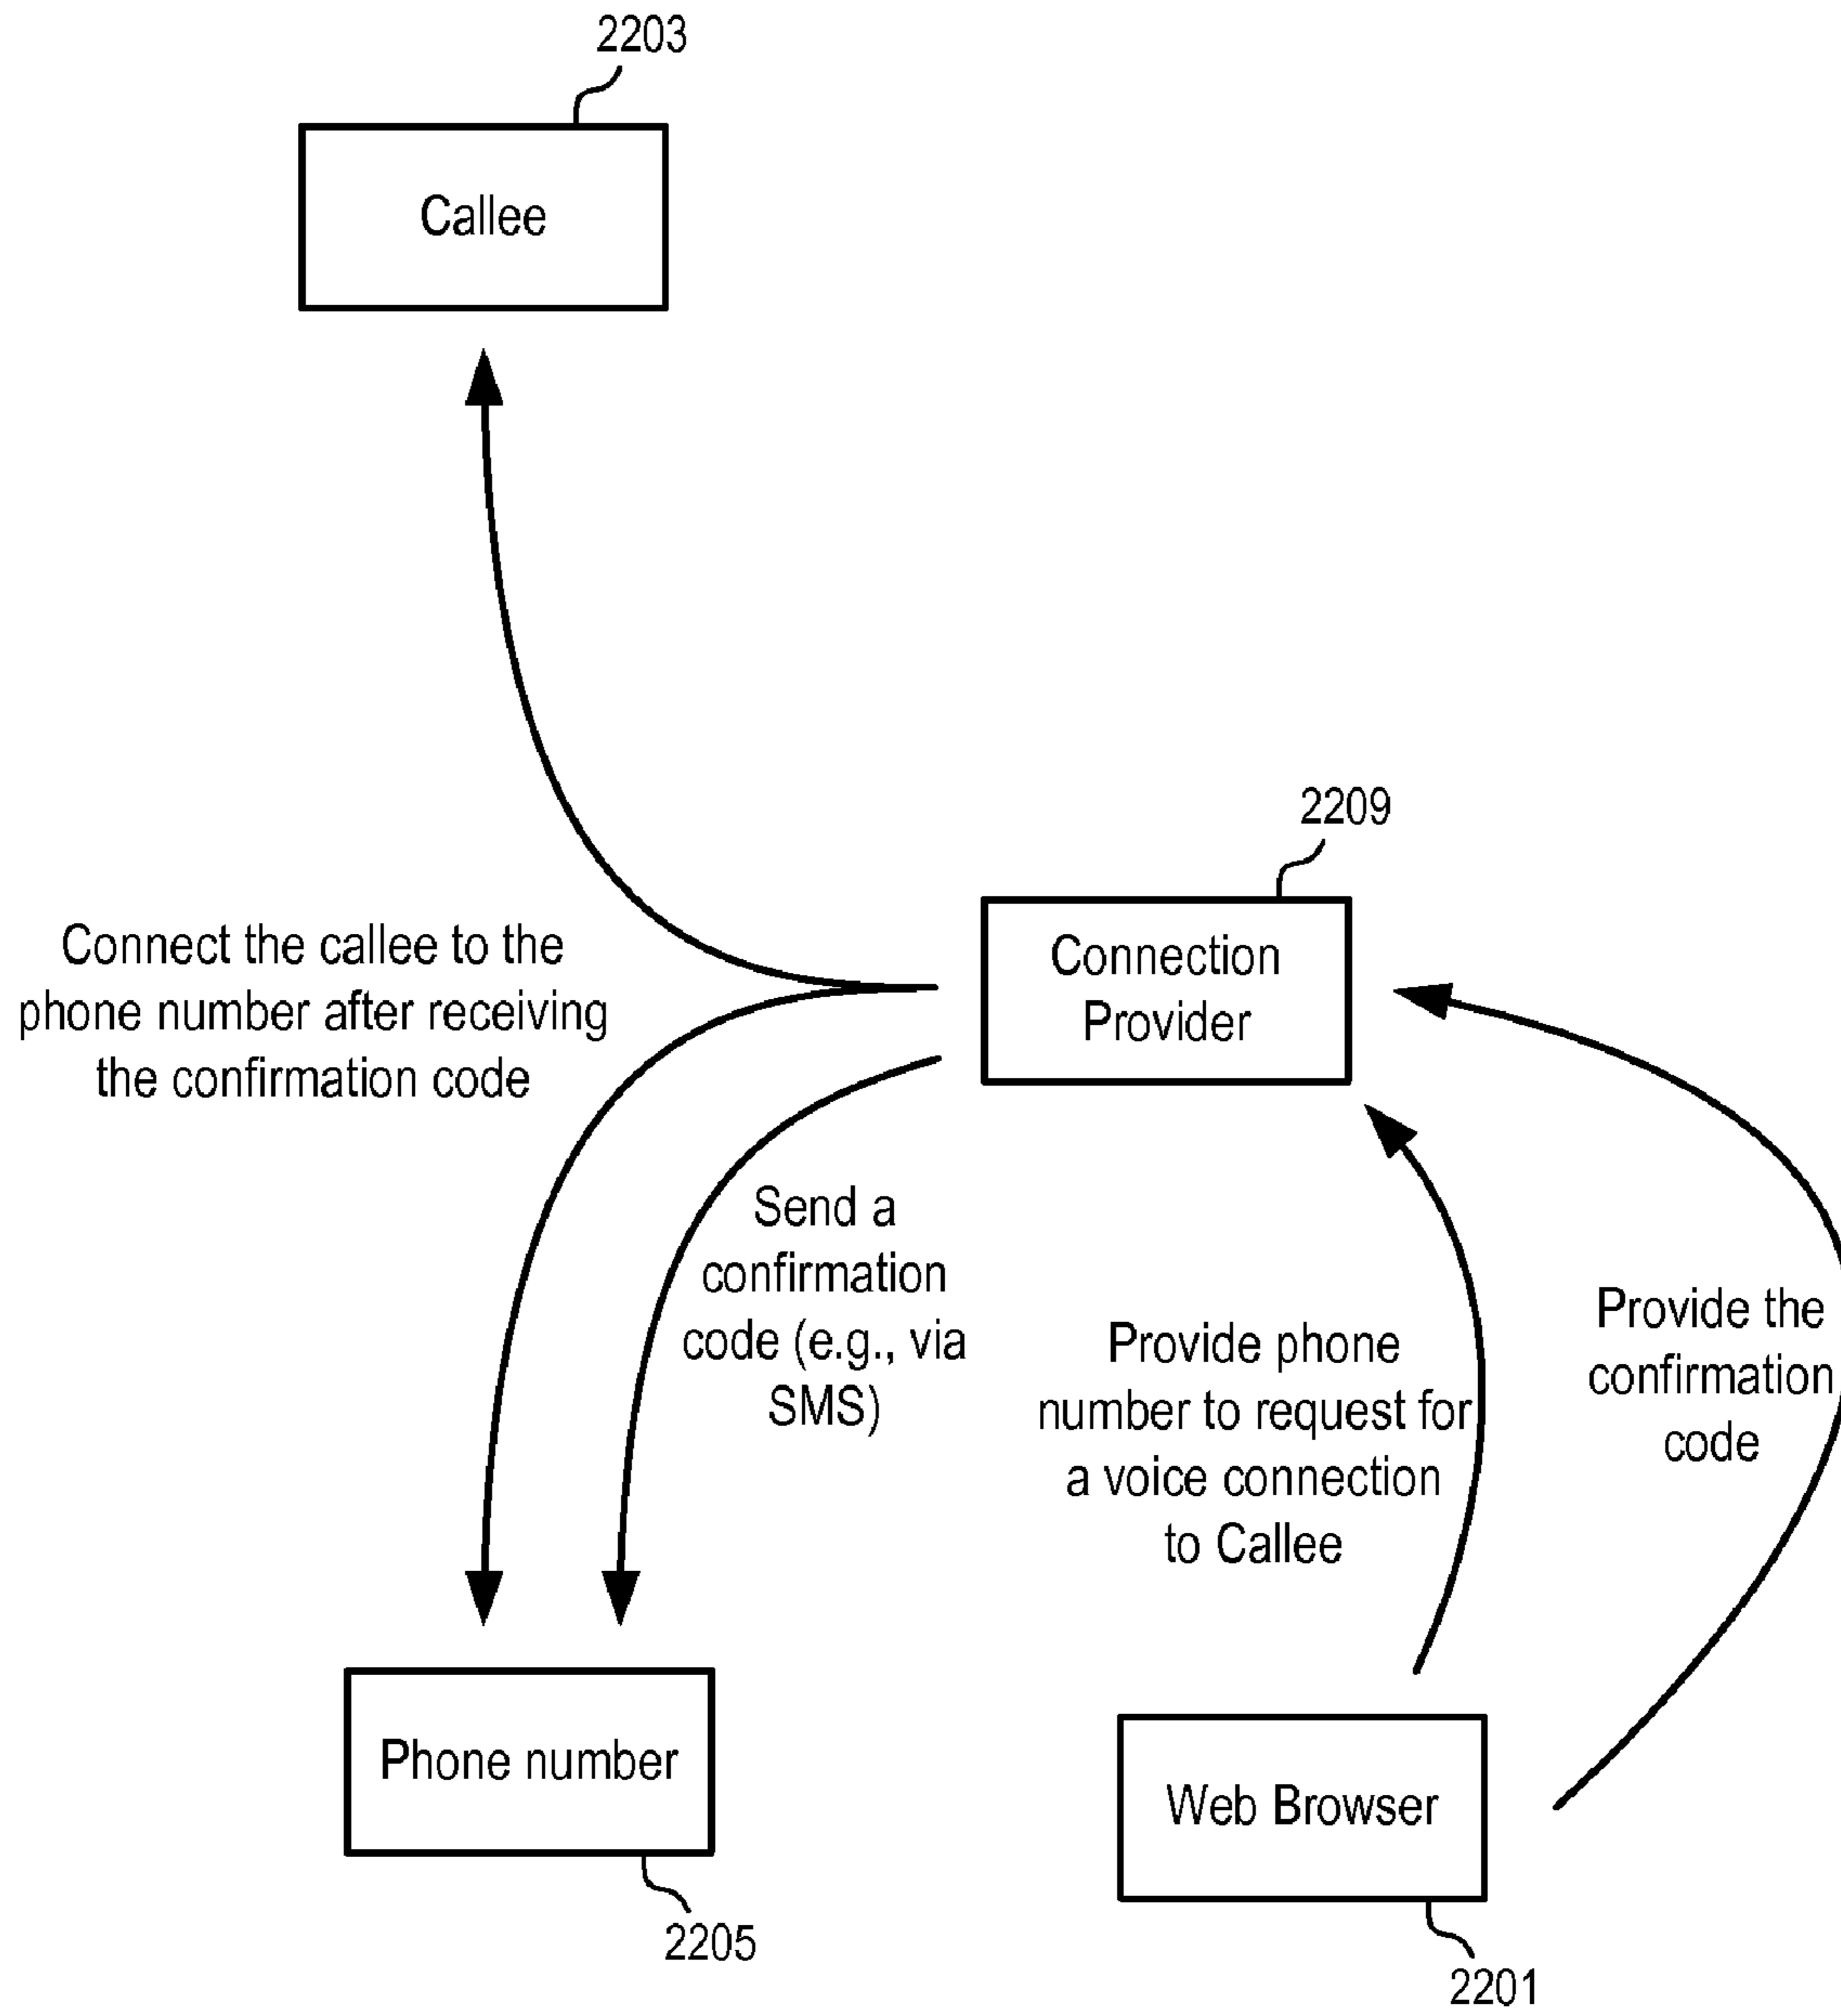 2203
Callee
2209
Connection
Provider
Connect the callee to the
phone number after receiving
the confirmation code
Send a
confirmation
code (e.g., via
SMS)
Provide phone
number to request for
a voice connection
to Callee
Provide the
confirmation
code
Phone number
Web Browser
2205
2201